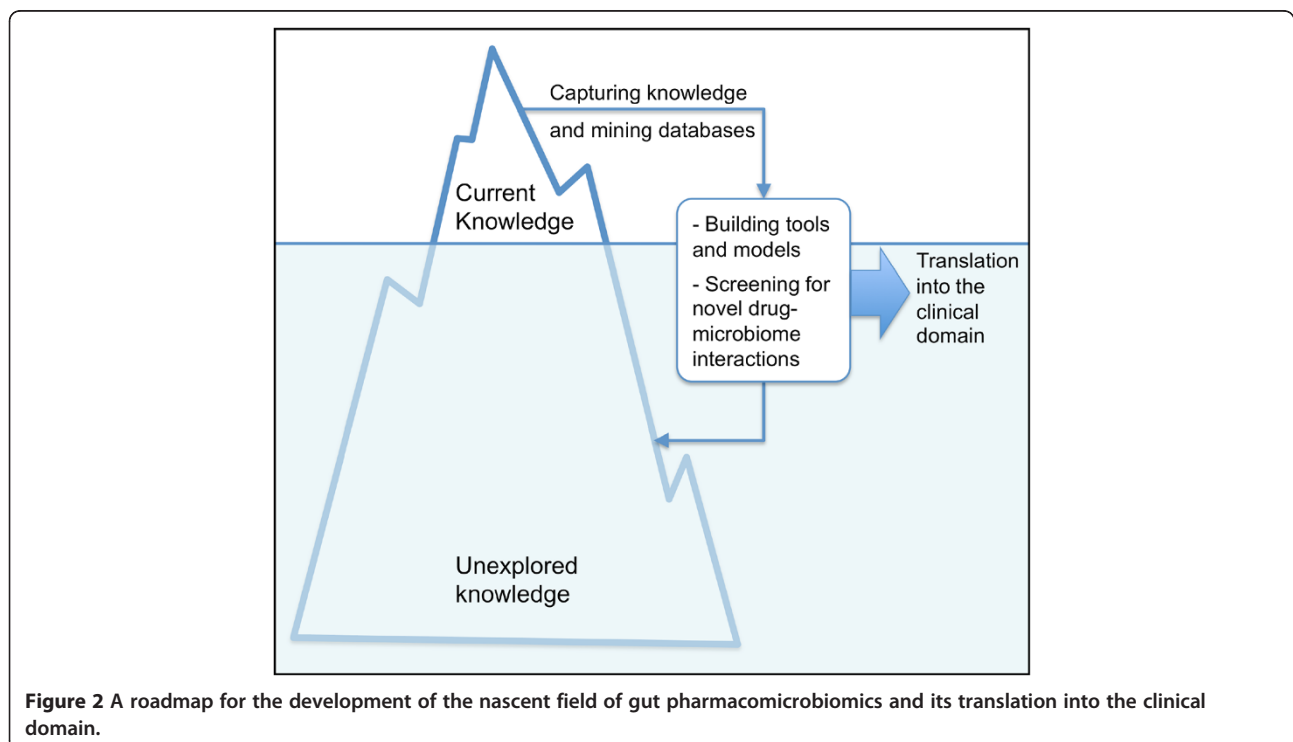 Capturing knowledge
and mining databases
Current
Knowledge
- Building tools
and models
- Screening for
novel drug-
microbiome
interactions
Translation
into the
clinical
domain
Unexplored
knowledge
Figure 2 A roadmap for the development of the nascent field of gut pharmacomicrobiomics and its translation into the clinical
domain.